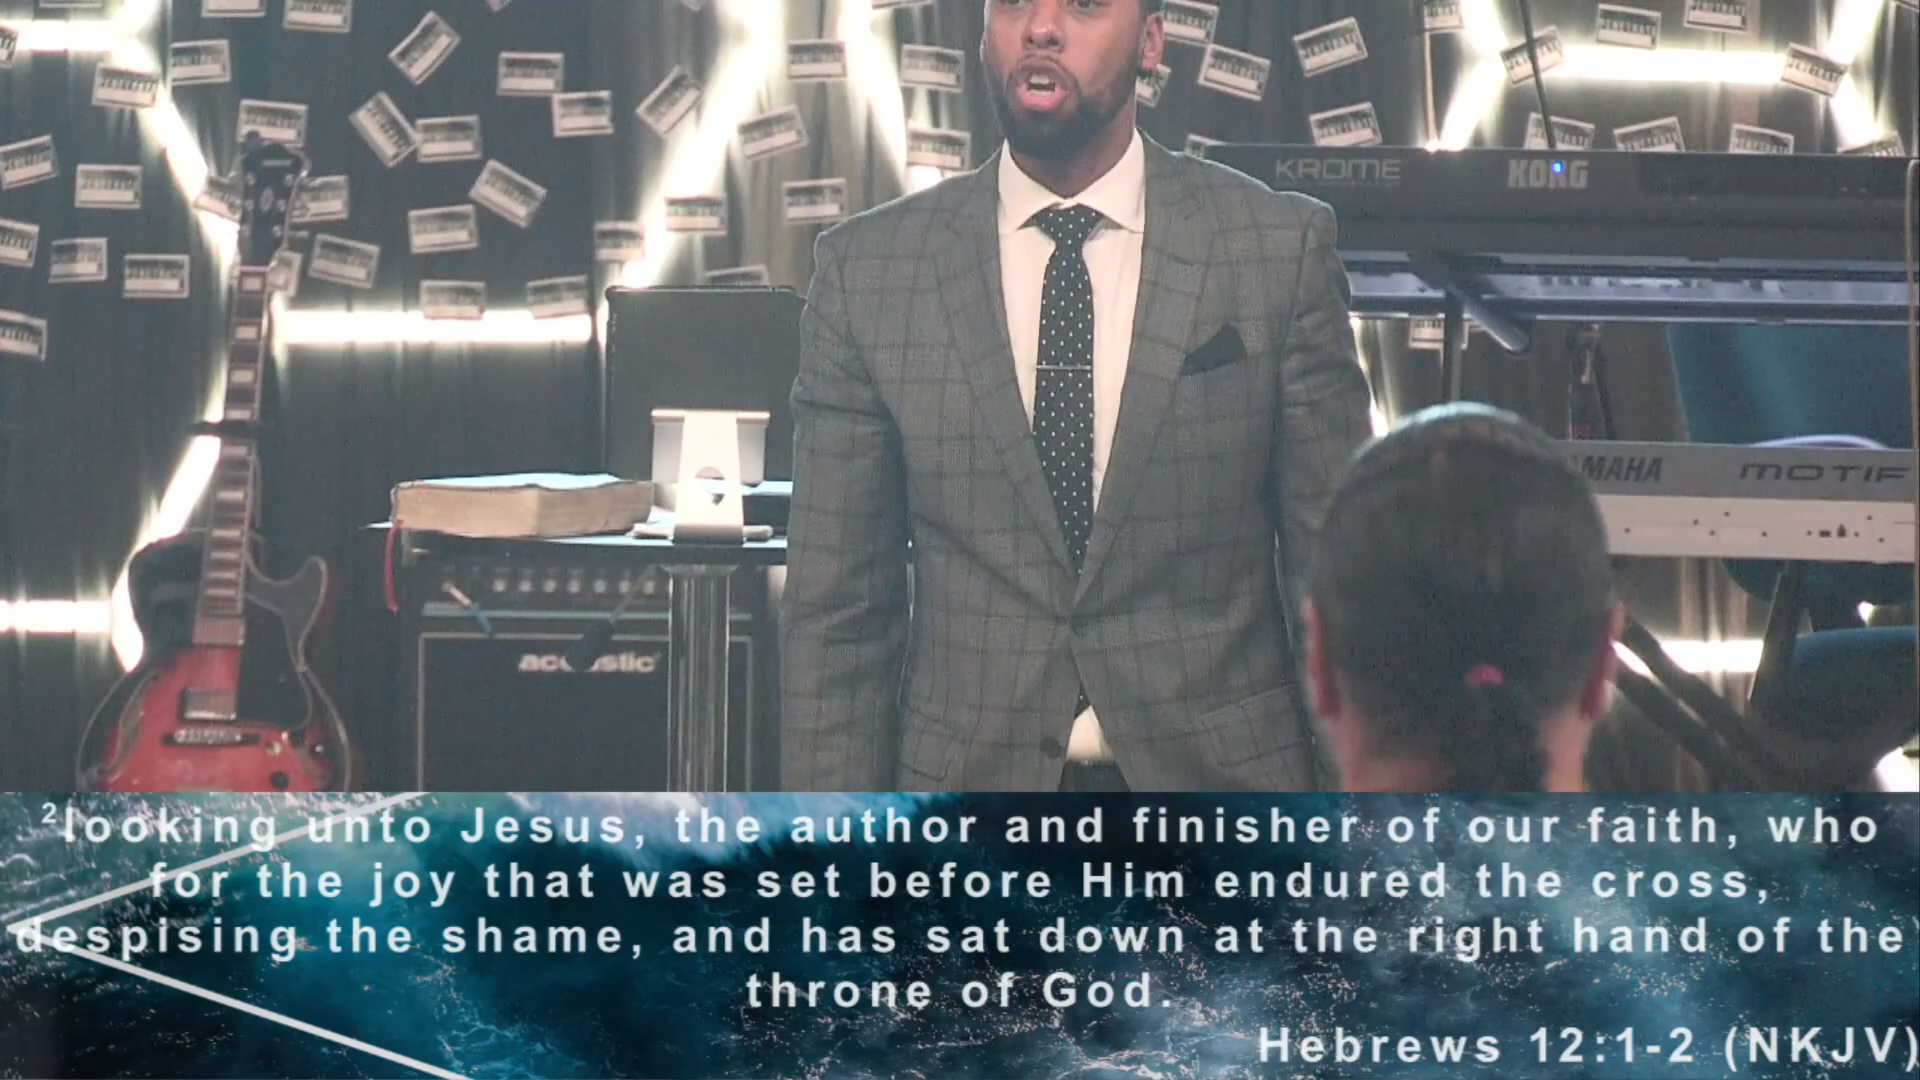 KROME
KORG
YAMAHA
MOTIF
acoustic
²looking unto Jesus, the author and finisher of our faith, who
for the joy that was set before Him endured the cross,
despising the shame, and has sat down at the right hand of the
throne of God.
Hebrews 12:1-2 (NKJV)